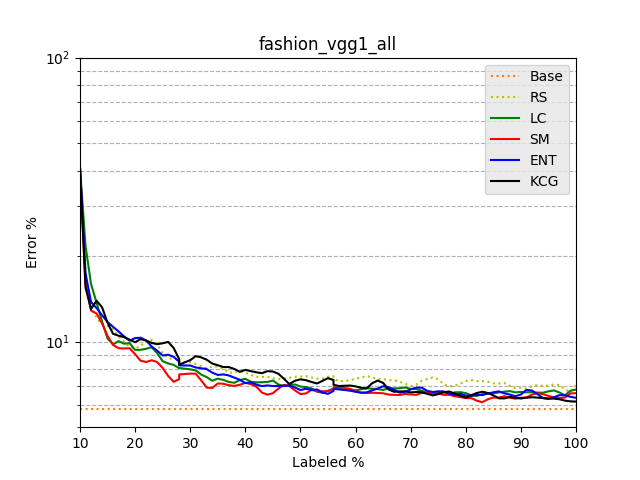 fashion_vgg1_all
10²
Base
RS
LC
SM
ENT
KCG
Error %
10¹
10 20 30 40 50 60 70 80 90 100
Labeled %